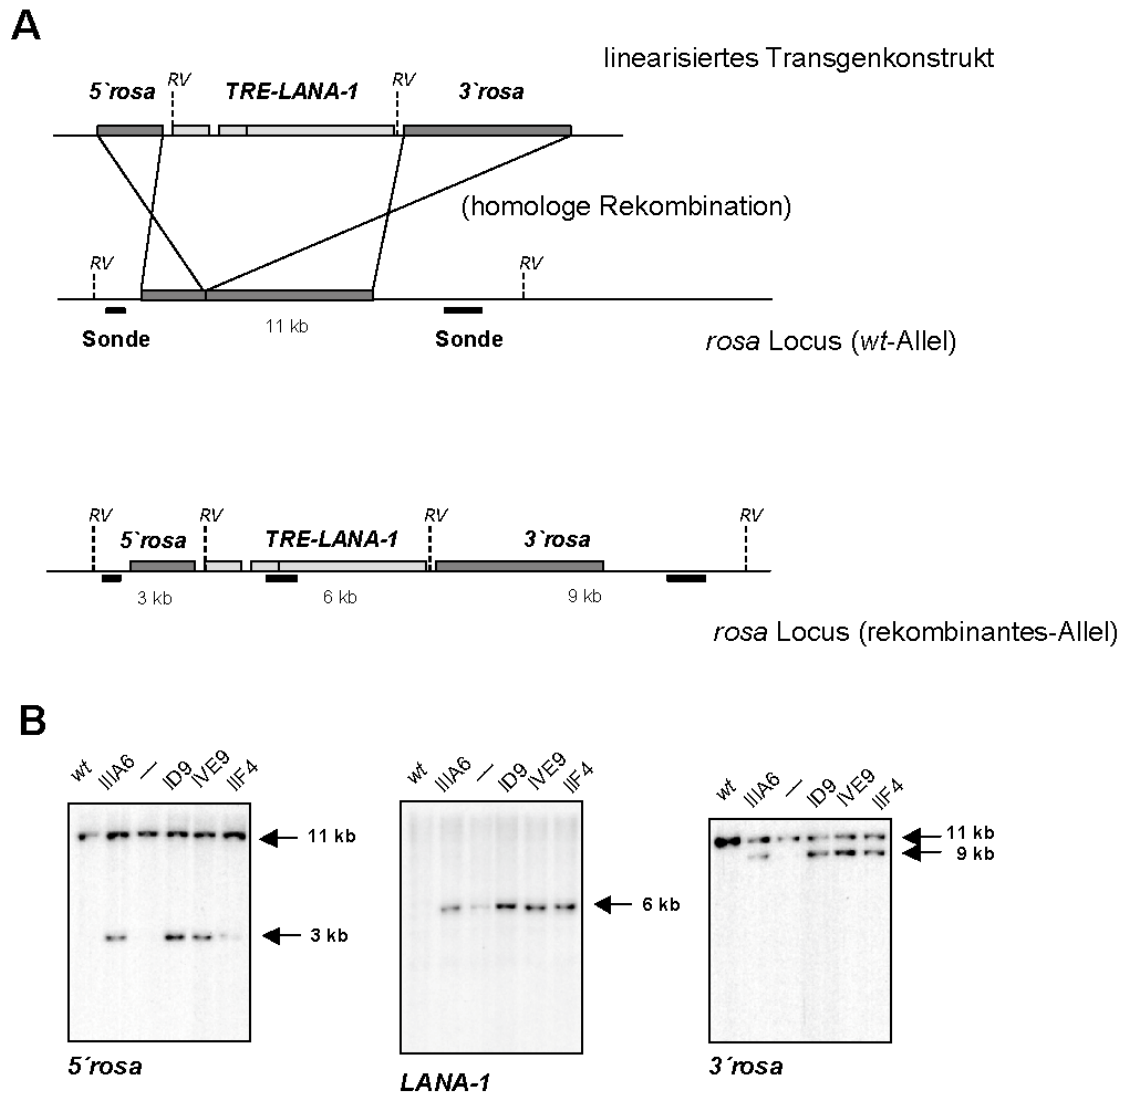 A
linearisiertes Transgenkonstrukt
5`rosa RV TRE-LANA-1 RV 3`rosa
(homologe Rekombination)
RV RV
11 kb
Sonde Sonde
rosa Locus (wt-Allel)
RV 5`rosa RV TRE-LANA-1 RV 3´rosa RV
3 kb 6 kb 9 kb
rosa Locus (rekombinantes-Allel)
B
wt IIIA6 — ID9 IVE9 IIF4
11 kb
3 kb
5´rosa
wt IIIA6 — ID9 IVE9 IIF4
6 kb
LANA-1
wt IIIA6 — ID9 IVE9 IIF4
11 kb
9 kb
3´rosa